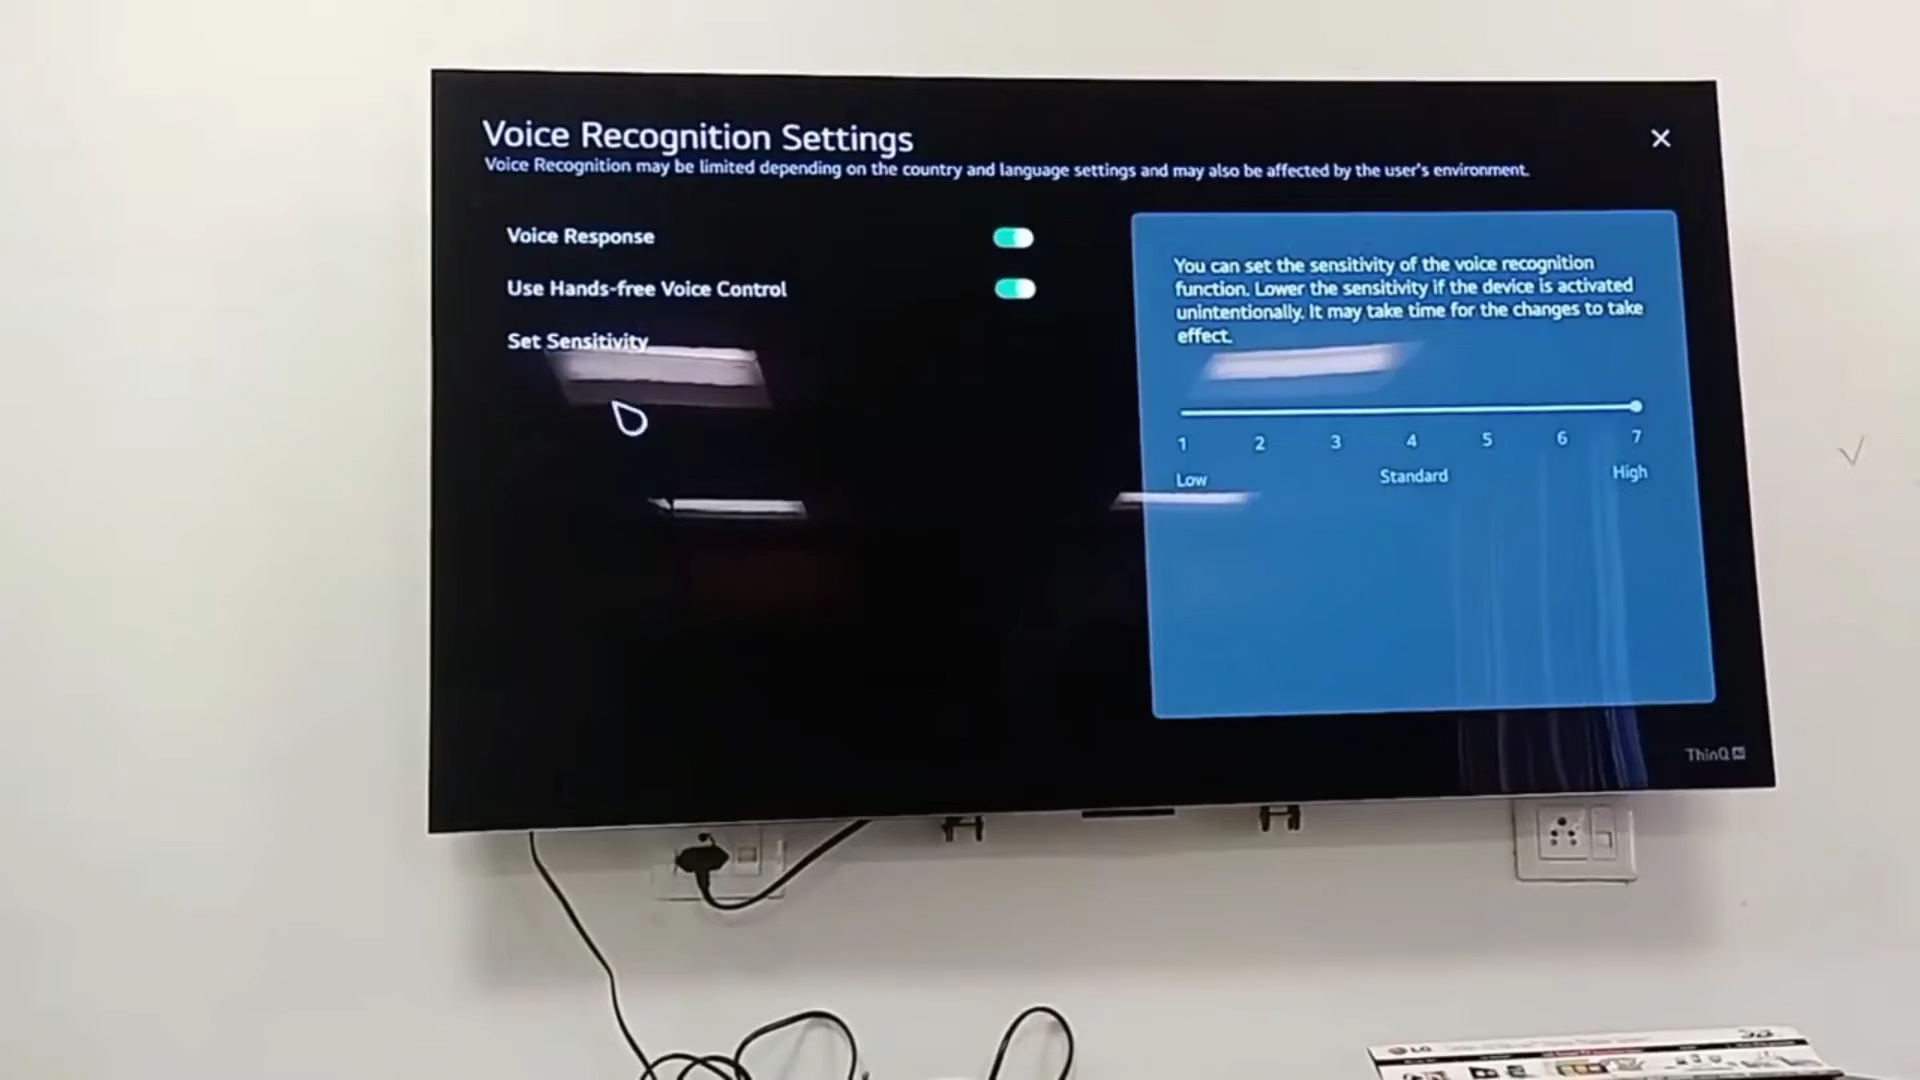 Voice Recognition Settings
Voice Recognition may be limited depending on the country and language settings and may also be affected by the user's environment.
Voice Response
Use Hands-free Voice Control
Set Sensitivity
You can set the sensitivity of the voice recognition
function. Lower the sensitivity if the device is activated
unintentionally. It may take time for the changes to take
effect.
1 2 3 4 5 6 7
Low Standard High
ThinQ AI
LG